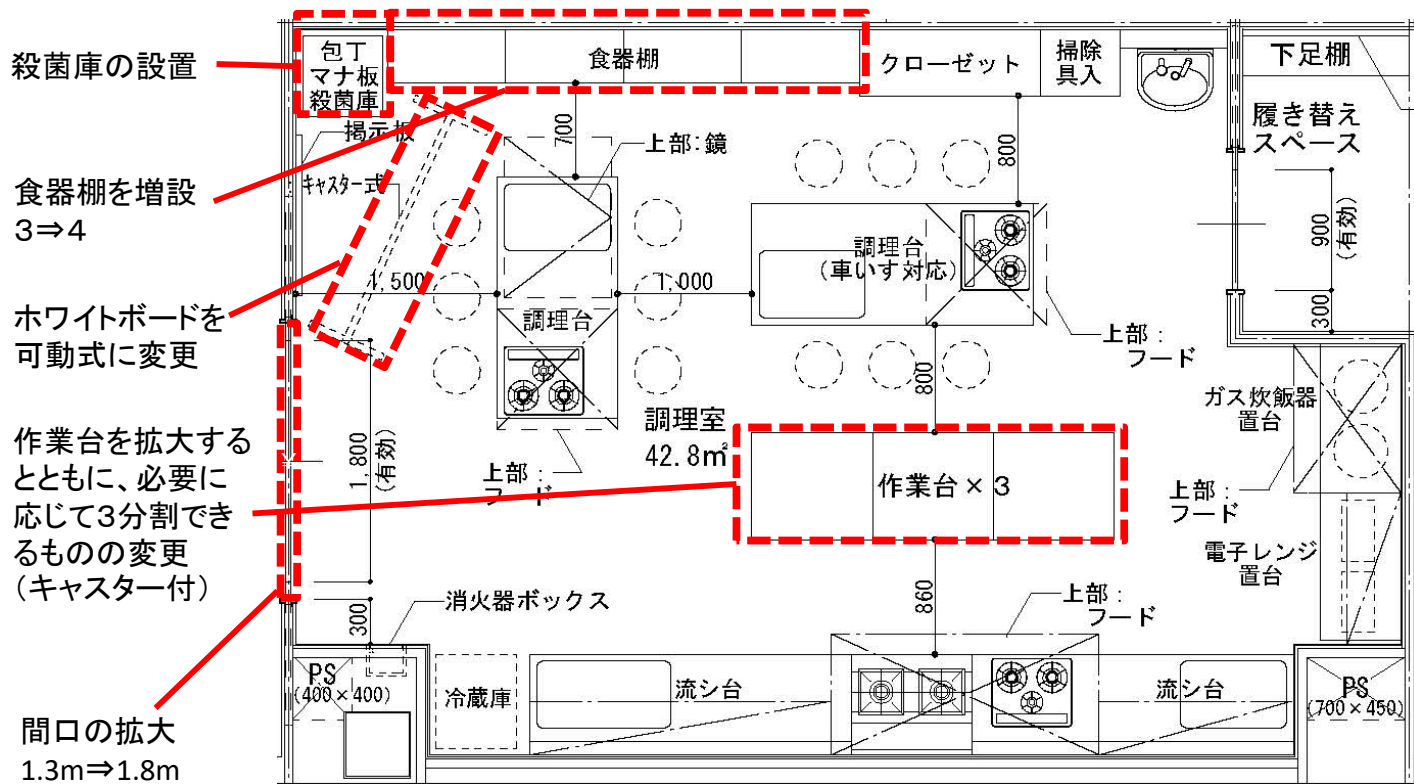 殺菌庫の設置
食器棚を増設
3⇒4
ホワイトボードを
可動式に変更
作業台を拡大する
とともに、必要に
応じて3分割でき
るものの変更
(キャスター付)
間口の拡大
1.3m⇒1.8m
包丁
マナ板
殺菌庫
食器棚
クローゼット
掃除
具入
下足棚
履き替え
スペース
掲示板
キャスター式
700
上部:鏡
800
900
(有効)
300
1,500
1,000
調理台
(車いす対応)
調理台
上部:
フード
800
ガス炊飯器
置台
調理室
42.8㎡
1,800
(有効)
上部:
フード
作業台×3
上部:
フード
電子レンジ
置台
300
消火器ボックス
860
上部:
フード
PS
(400×400)
冷蔵庫
流シ台
流シ台
PS
(700×450)